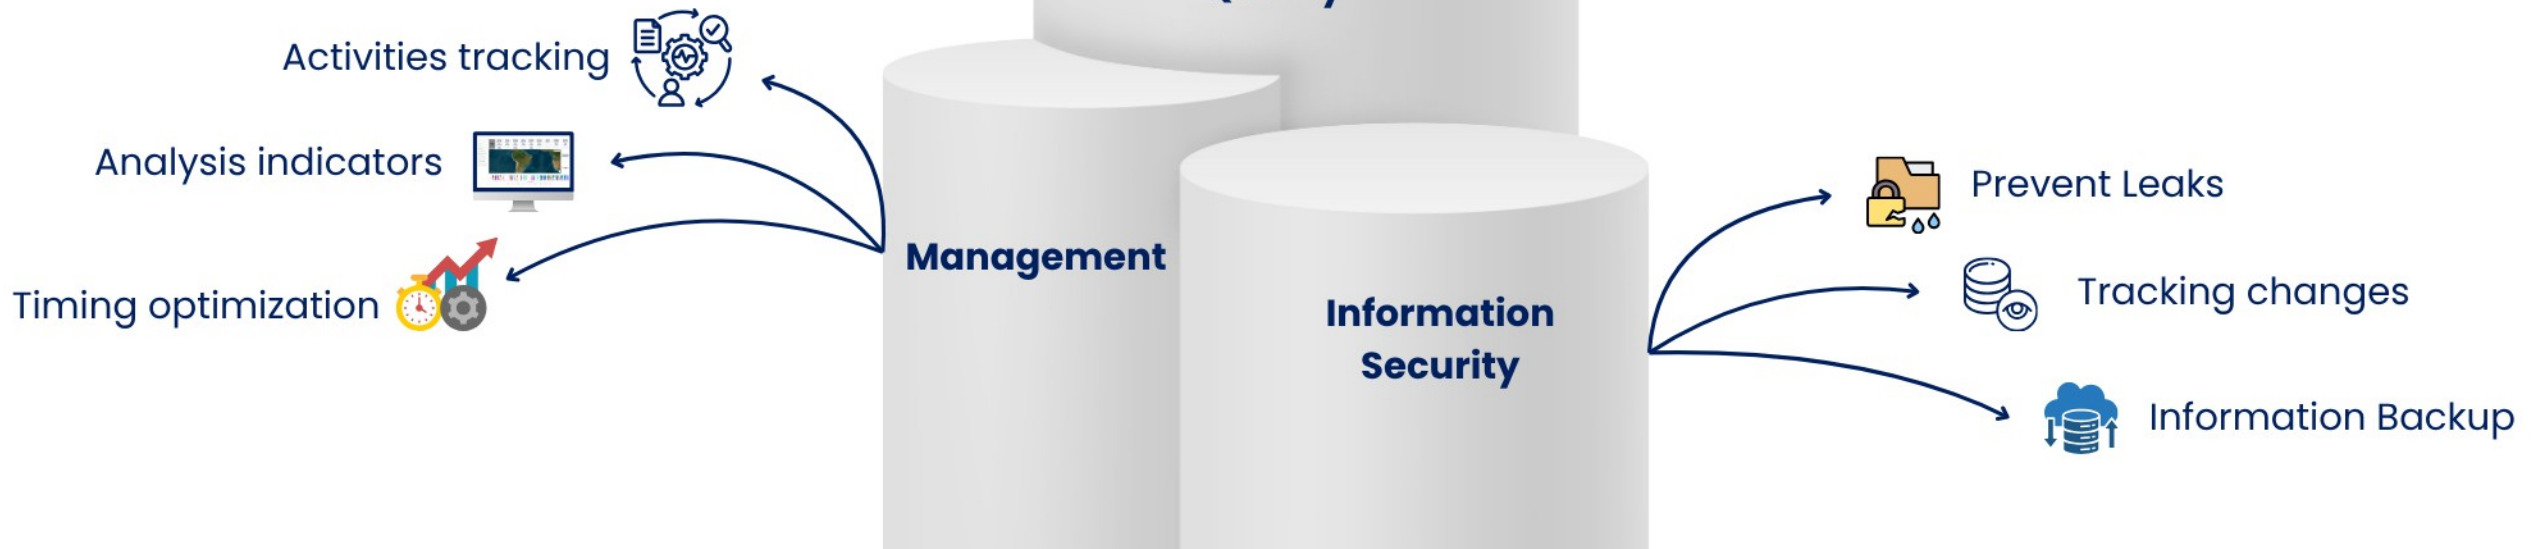 Activities tracking
Analysis indicators
Timing optimization
Management
Information
Security
Prevent Leaks
Tracking changes
Information Backup